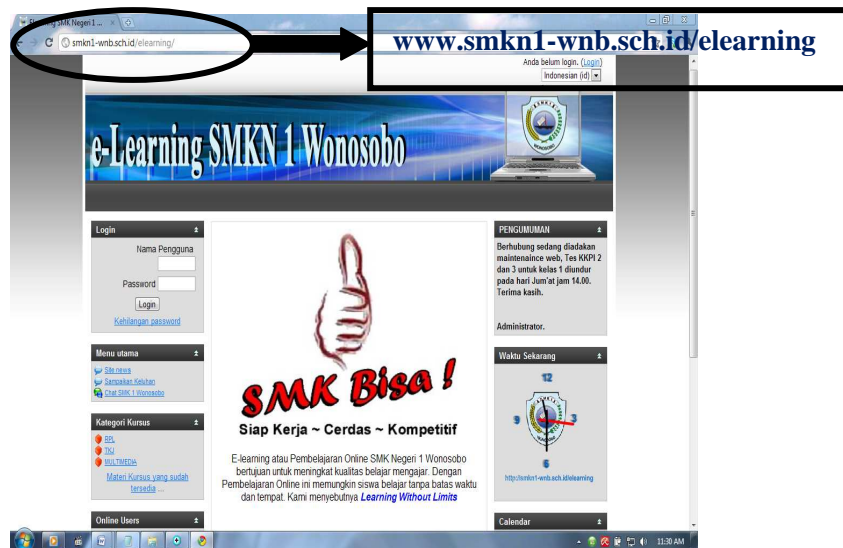 www.smkn1-wnb.sch.id/elearning
smkn1-wnb.sch.id/elearning/
Anda belum login. (Login)
Indonesian (id)
e-Learning SMKN 1 Wonosobo
WONOSOBO
Login
Nama Pengguna
Password
Login
Kehilangan password
Menu utama
Site news
Sampaikan Keluhan
Chat SMK 1 Wonosobo
Kategori Kursus
RPL
TKJ
MULTIMEDIA
Materi Kursus yang sudah
tersedia ...
Online Users
SMK Bisa !
Siap Kerja ~ Cerdas ~ Kompetitif
E-learning atau Pembelajaran Online SMK Negeri 1 Wonosobo
bertujuan untuk meningkat kualitas belajar mengajar. Dengan
Pembelajaran Online ini memungkin siswa belajar tanpa batas waktu
dan tempat. Kami menyebutnya Learning Without Limits
PENGUMUMAN
Berhubung sedang diadakan
maintenaince web, Tes KKPI 2
dan 3 untuk kelas 1 diundur
pada hari Jum'at jam 14.00.
Terima kasih.
Administrator.
Waktu Sekarang
12
9
3
6
http://smkn1-wnb.sch.id/elearning
Calendar
11:30 AM